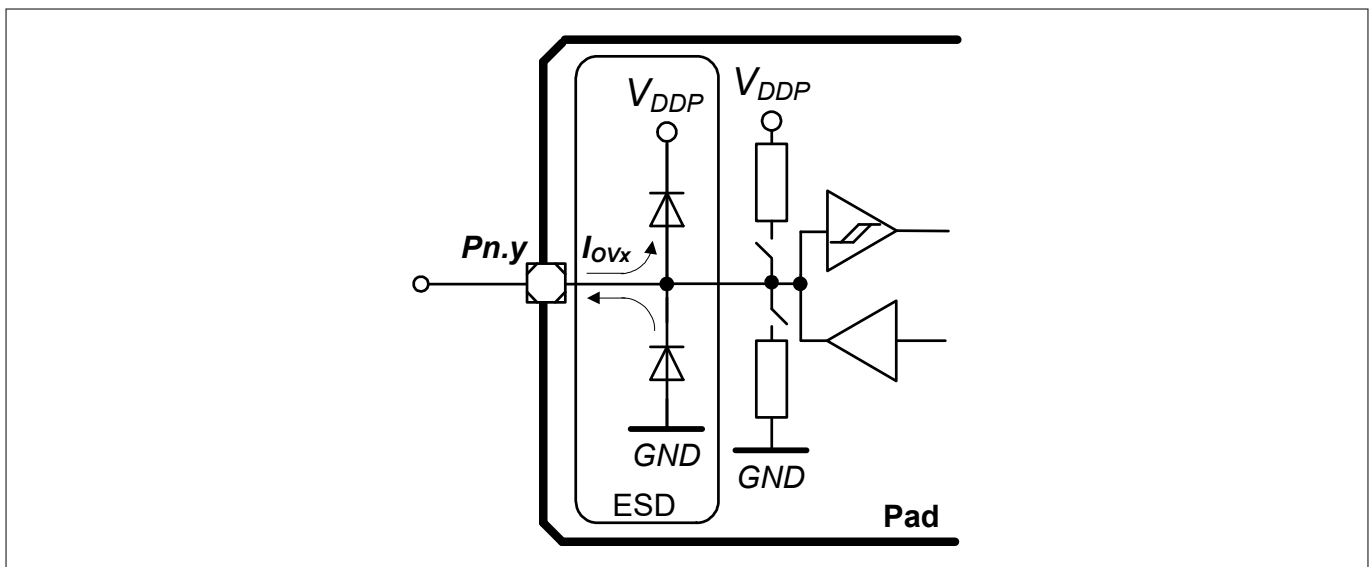 V_DDP
V_DDP
Pn.y
I_OVx
GND
GND
ESD
Pad